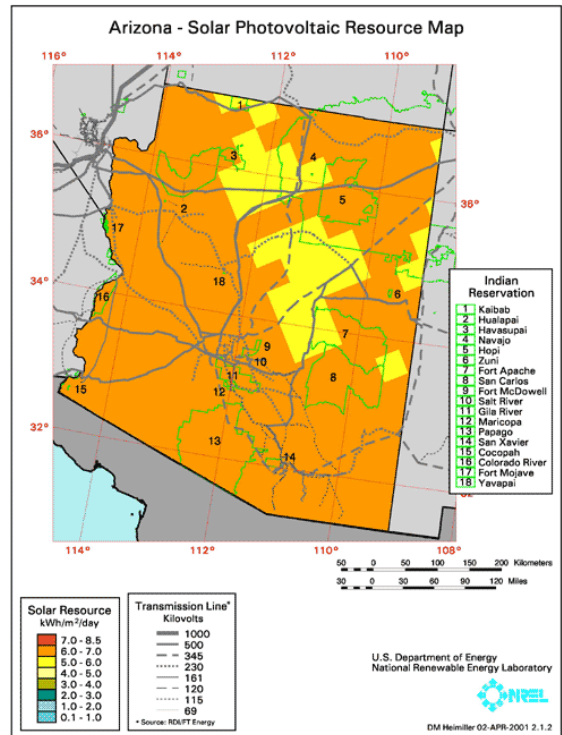 Arizona - Solar Photovoltaic Resource Map
116°
114°
112°
110°
36°
36°
34°
34°
32°
114°
112°
110°
108°
1
2
3
4
5
6
7
8
9
10
11
12
13
14
15
16
17
18
Indian
Reservation
1 Kaibab
2 Hualapai
3 Havasupai
4 Navajo
5 Hopi
6 Zuni
7 Fort Apache
8 San Carlos
9 Fort McDowell
10 Salt River
11 Gila River
12 Maricopa
13 Papago
14 San Xavier
15 Cocopah
16 Colorado River
17 Fort Mojave
18 Yavapai
50 0 50 100 150 200 Kilometers
30 0 30 60 90 120 Miles
Solar Resource
kWh/m²/day
7.0 - 8.5
6.0 - 7.0
5.0 - 6.0
4.0 - 5.0
3.0 - 4.0
2.0 - 3.0
1.0 - 2.0
0.1 - 1.0
Transmission Line*
Kilovolts
1000
500
345
230
161
120
115
69
* Source: RDI/FT Energy
U.S. Department of Energy
National Renewable Energy Laboratory
NREL
DM Heimiller 02-APR-2001 2.1.2